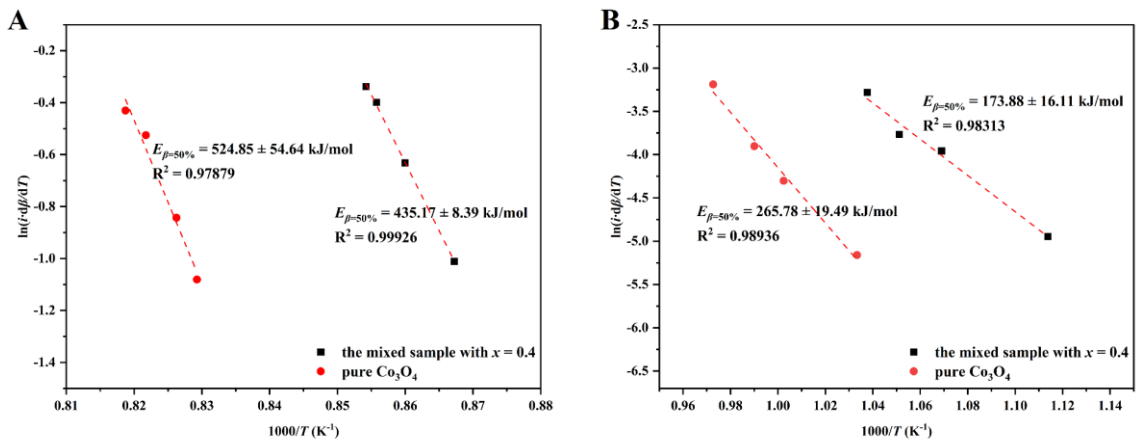 A
-0.2
-0.4
-0.6
-0.8
-1.0
-1.2
-1.4
ln(i·dβ/dT)
E_{β=50%} = 524.85 ± 54.64 kJ/mol
R² = 0.97879
E_{β=50%} = 435.17 ± 8.39 kJ/mol
R² = 0.99926
the mixed sample with x = 0.4
pure Co₃O₄
0.81 0.82 0.83 0.84 0.85 0.86 0.87 0.88
1000/T (K⁻¹)
B
-2.5
-3.0
-3.5
-4.0
-4.5
-5.0
-5.5
-6.0
-6.5
ln(i·dβ/dT)
E_{β=50%} = 173.88 ± 16.11 kJ/mol
R² = 0.98313
E_{β=50%} = 265.78 ± 19.49 kJ/mol
R² = 0.98936
the mixed sample with x = 0.4
pure Co₃O₄
0.96 0.98 1.00 1.02 1.04 1.06 1.08 1.10 1.12 1.14
1000/T (K⁻¹)